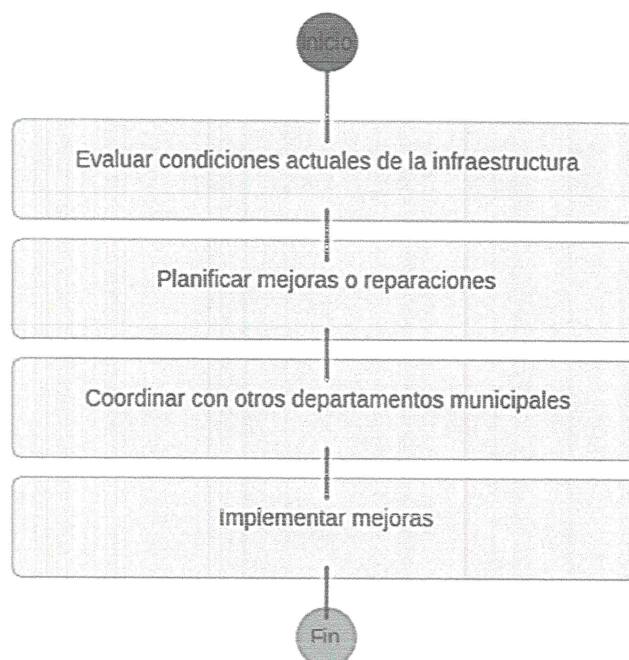 Inicio
Evaluar condiciones actuales de la infraestructura
Planificar mejoras o reparaciones
Coordinar con otros departamentos municipales
Implementar mejoras
Fin